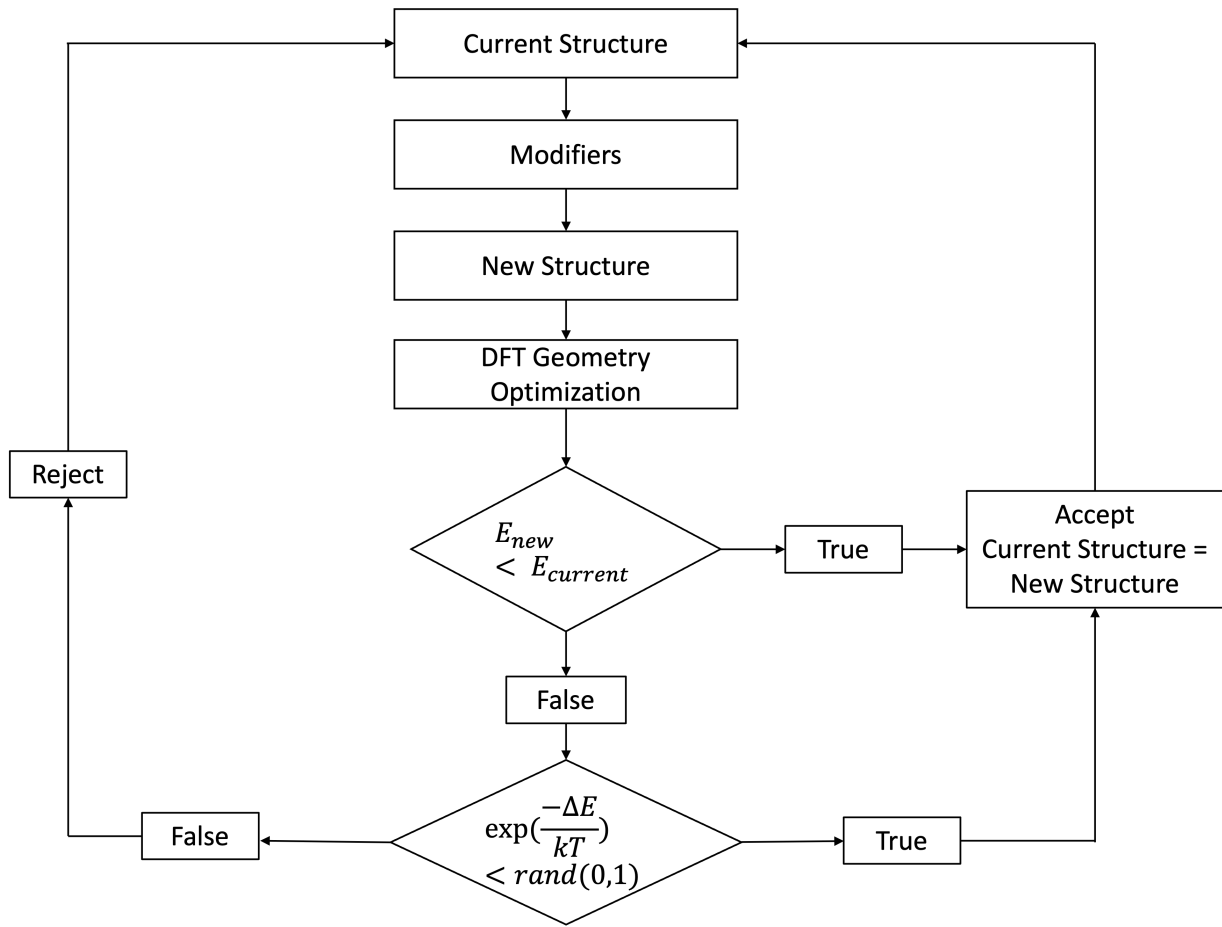 Current Structure
Modifiers
New Structure
DFT Geometry
Optimization
Reject
E_new
< E_current
True
Accept
Current Structure =
New Structure
False
exp(−ΔE/kT)
< rand(0,1)
False
True